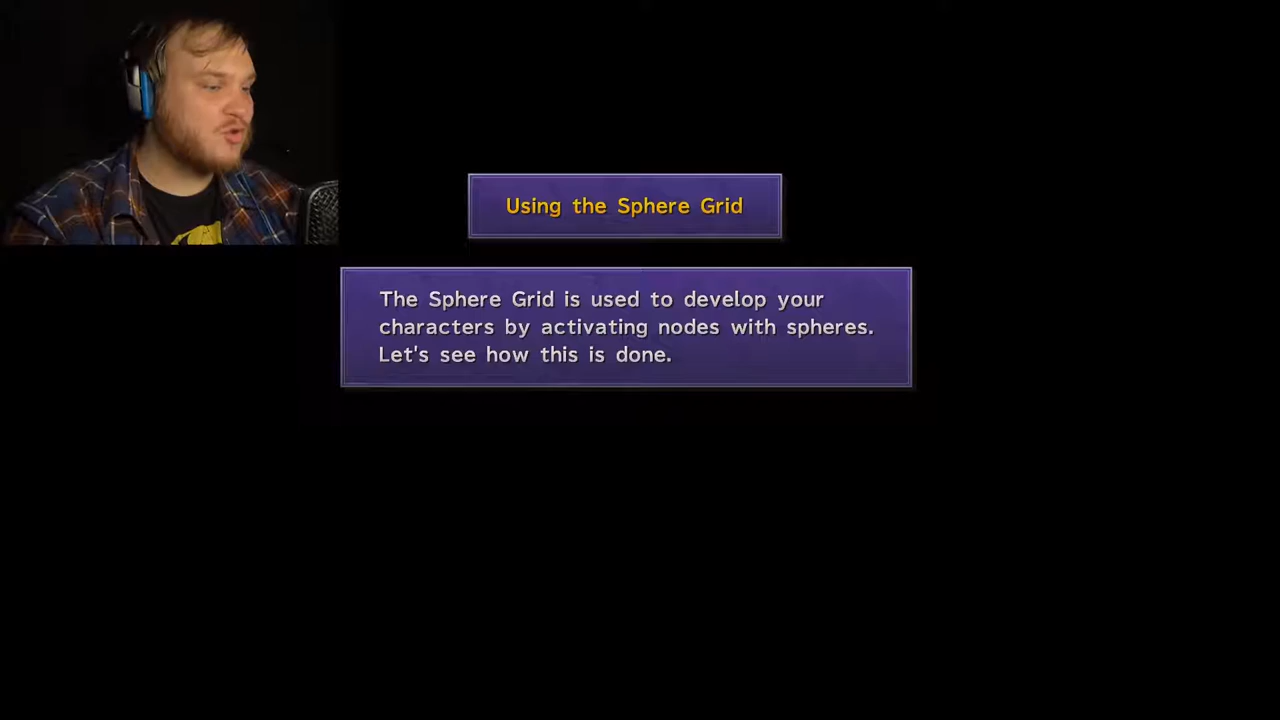 Using the Sphere Grid
The Sphere Grid is used to develop your
characters by activating nodes with spheres.
Let's see how this is done.